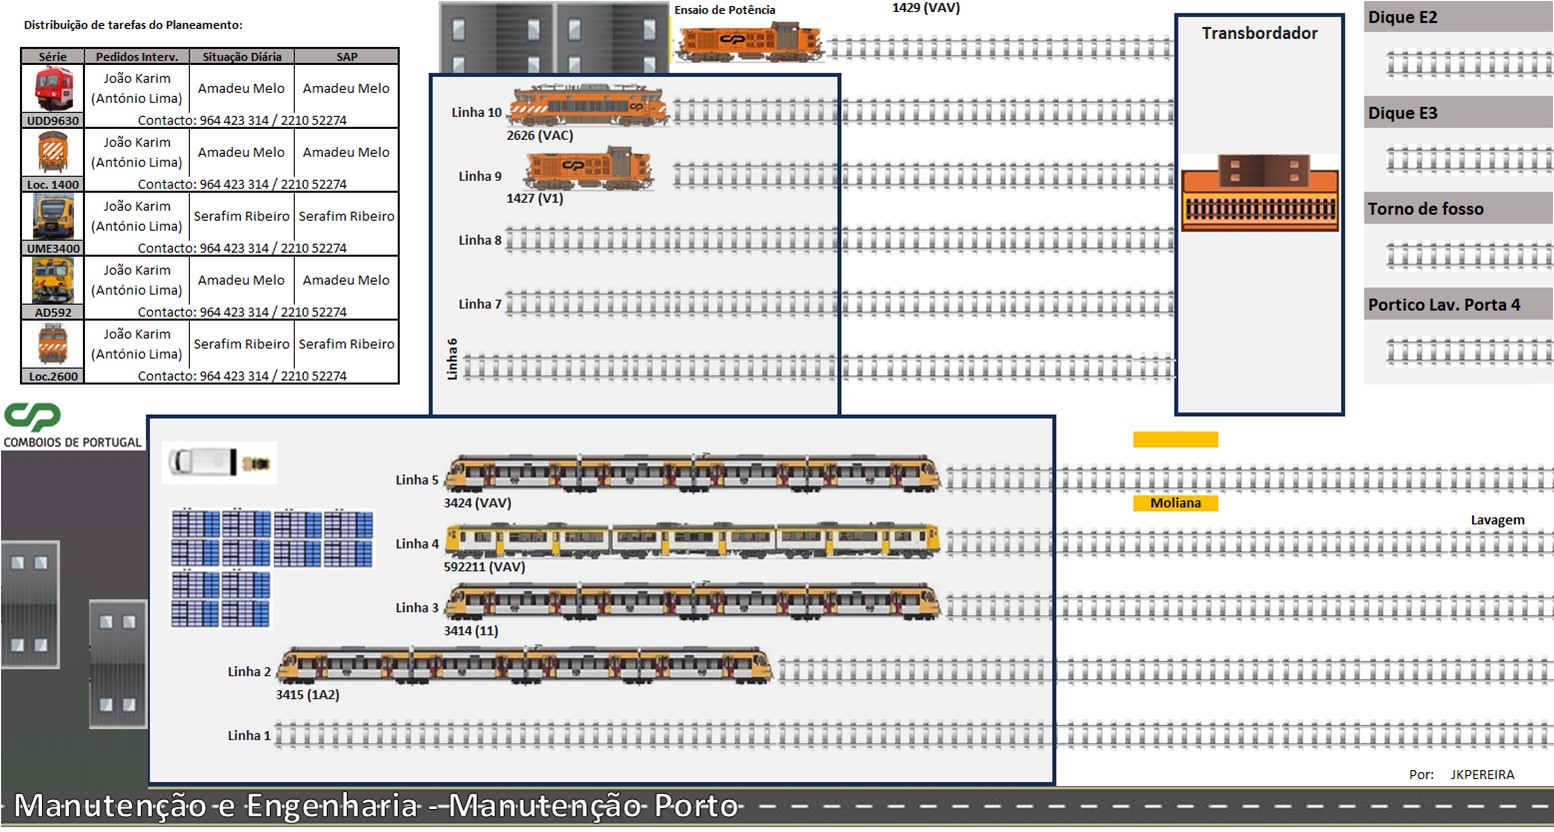 Distribuição de tarefas do Planeamento:
Série Pedidos Interv. Situação Diária SAP
UDD9630 João Karim (António Lima) Amadeu Melo Amadeu Melo
Contacto: 964 423 314 / 2210 52274
Loc. 1400 João Karim (António Lima) Amadeu Melo Amadeu Melo
Contacto: 964 423 314 / 2210 52274
UME3400 João Karim (António Lima) Serafim Ribeiro Serafim Ribeiro
Contacto: 964 423 314 / 2210 52274
AD592 João Karim (António Lima) Amadeu Melo Amadeu Melo
Contacto: 964 423 314 / 2210 52274
Loc.2600 João Karim (António Lima) Serafim Ribeiro Serafim Ribeiro
Contacto: 964 423 314 / 2210 52274
CP
COMBOIOS DE PORTUGAL
Ensaio de Potência
1429 (VAV)
Linha 10
2626 (VAC)
Linha 9
1427 (V1)
Linha 8
Linha 7
Linha 6
Transbordador
Dique E2
Dique E3
Torno de fosso
Portico Lav. Porta 4
Linha 5
3424 (VAV)
Moliana
Lavagem
Linha 4
592211 (VAV)
Linha 3
3414 (11)
Linha 2
3415 (1A2)
Linha 1
Por: JKPEREIRA
Manutenção e Engenharia - Manutenção Porto